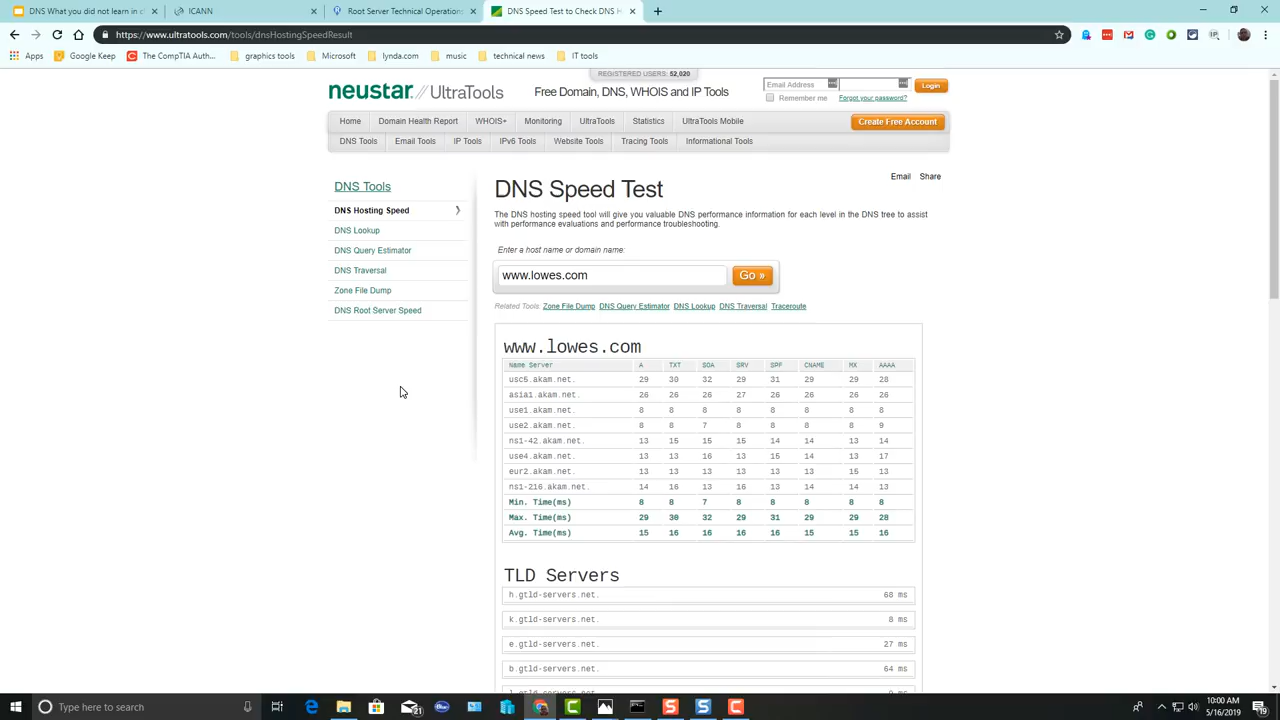 DNS What you did not learn in cl
ICANN
Root Servers Technical Operation
DNS Speed Test to Check DNS Ho
https://www.ultratools.com/tools/dnsHostingSpeedResult
Apps
Google Keep
The CompTIA Auth...
graphics tools
Microsoft
lynda.com
music
technical news
IT tools
REGISTERED USERS: 52,020
neustar // UltraTools
Free Domain, DNS, WHOIS and IP Tools
Email Address
Login
Remember me
Forgot your password?
Home
Domain Health Report
WHOIS+
Monitoring
UltraTools
Statistics
UltraTools Mobile
Create Free Account
DNS Tools
Email Tools
IP Tools
IPv6 Tools
Website Tools
Tracing Tools
Informational Tools
DNS Tools
DNS Hosting Speed
DNS Lookup
DNS Query Estimator
DNS Traversal
Zone File Dump
DNS Root Server Speed
Email Share
DNS Speed Test
The DNS hosting speed tool will give you valuable DNS performance information for each level in the DNS tree to assist
with performance evaluations and performance troubleshooting.
Enter a host name or domain name:
www.lowes.com
Go »
Related Tools: Zone File Dump DNS Query Estimator DNS Lookup DNS Traversal Traceroute
www.lowes.com
Name Server A TXT SOA SRV SPF CNAME MX AAAA
usc5.akam.net. 29 30 32 29 31 29 29 28
asia1.akam.net. 26 26 26 27 26 26 26 26
use1.akam.net. 8 8 8 8 8 8 8 8
use2.akam.net. 8 8 7 8 8 8 8 9
ns1-42.akam.net. 13 15 15 15 14 14 13 14
use4.akam.net. 13 13 16 13 15 14 13 17
eur2.akam.net. 13 13 13 13 13 13 15 13
ns1-216.akam.net. 14 16 13 16 13 14 14 13
Min. Time(ms) 8 8 7 8 8 8 8 8
Max. Time(ms) 29 30 32 29 31 29 29 28
Avg. Time(ms) 15 16 16 16 16 15 15 16
TLD Servers
h.gtld-servers.net. 68 ms
k.gtld-servers.net. 8 ms
e.gtld-servers.net. 27 ms
b.gtld-servers.net. 64 ms
Type here to search
10:00 AM
5/16/2019